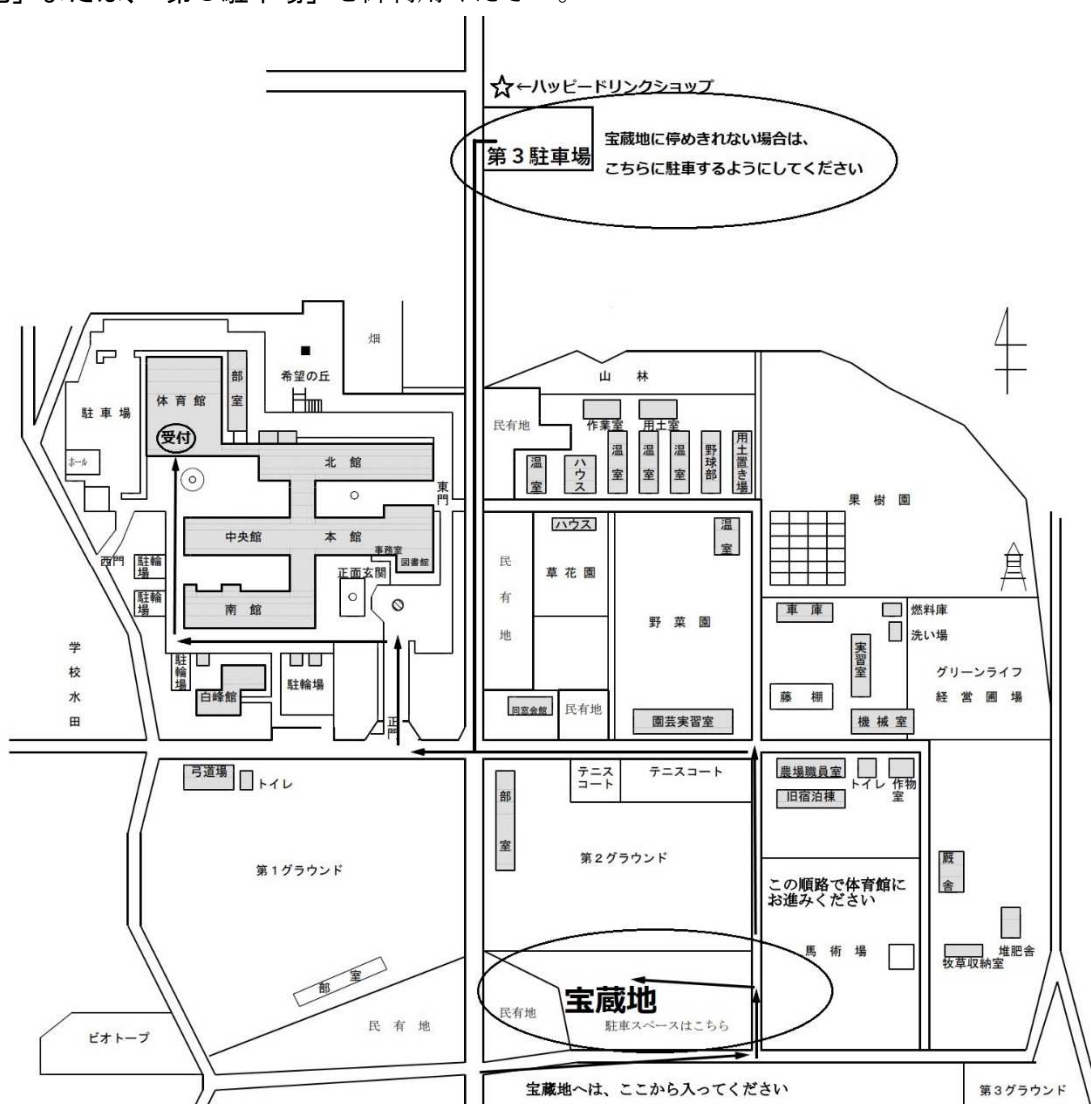 または、「第3駐車場」を
☆←ハッピードリンクショップ
宝蔵地に停めきれない場合は、
第3駐車場
こちらに駐車するようにしてください
畑
希望の丘
部室
体育館
駐車場
受付
ホール
北館
東門
中央館
本館
事務室
図書館
西門
駐輪場
正面玄関
駐輪場
南館
学校水田
駐輪場
白峰館
駐輪場
正門
山林
民有地
作業室
用土室
温室
ハウス
温室
温室
温室
野球部
用土置き場
果樹園
ハウス
温室
民有地
草花園
野菜園
車庫
燃料庫
洗い場
実習室
グリーンライフ
経営圃場
藤棚
機械室
同窓会館
民有地
園芸実習室
弓道場
トイレ
部室
テニスコート
テニスコート
農場職員室
トイレ
作物室
旧宿泊棟
第1グラウンド
第2グラウンド
厩舎
この順路で体育館に
お進みください
馬術場
堆肥舎
牧草収納室
部室
民有地
民有地
宝蔵地
駐車スペースはこちら
ビオトープ
宝蔵地へは、ここから入ってください
第3グラウンド